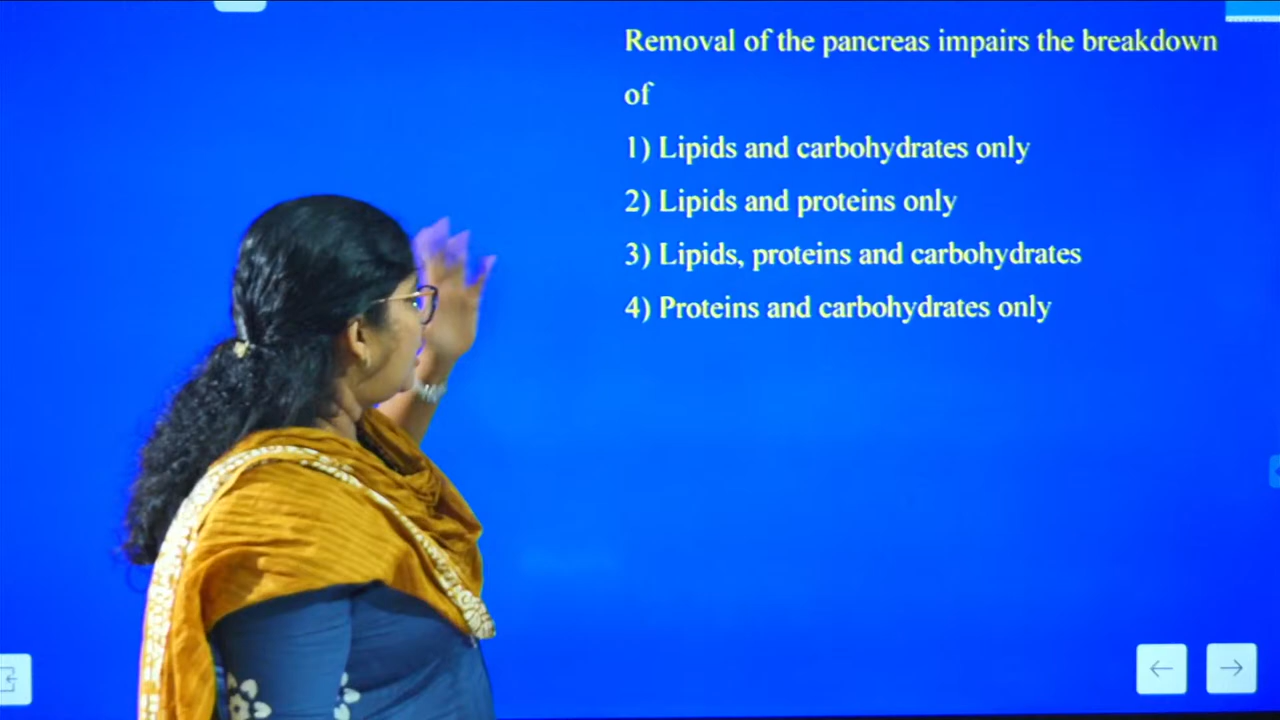 Removal of the pancreas impairs the breakdown
of
1) Lipids and carbohydrates only
2) Lipids and proteins only
3) Lipids, proteins and carbohydrates
4) Proteins and carbohydrates only